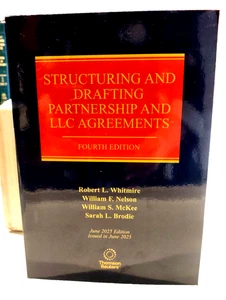 STRUCTURING AND
DRAFTING
PARTNERSHIP AND
LLC AGREEMENTS
FOURTH EDITION
Robert L. Whitmire
William F. Nelson
William S. McKee
Sarah L. Brodie
June 2025 Edition
Issued in June 2025
Thomson
Reuters